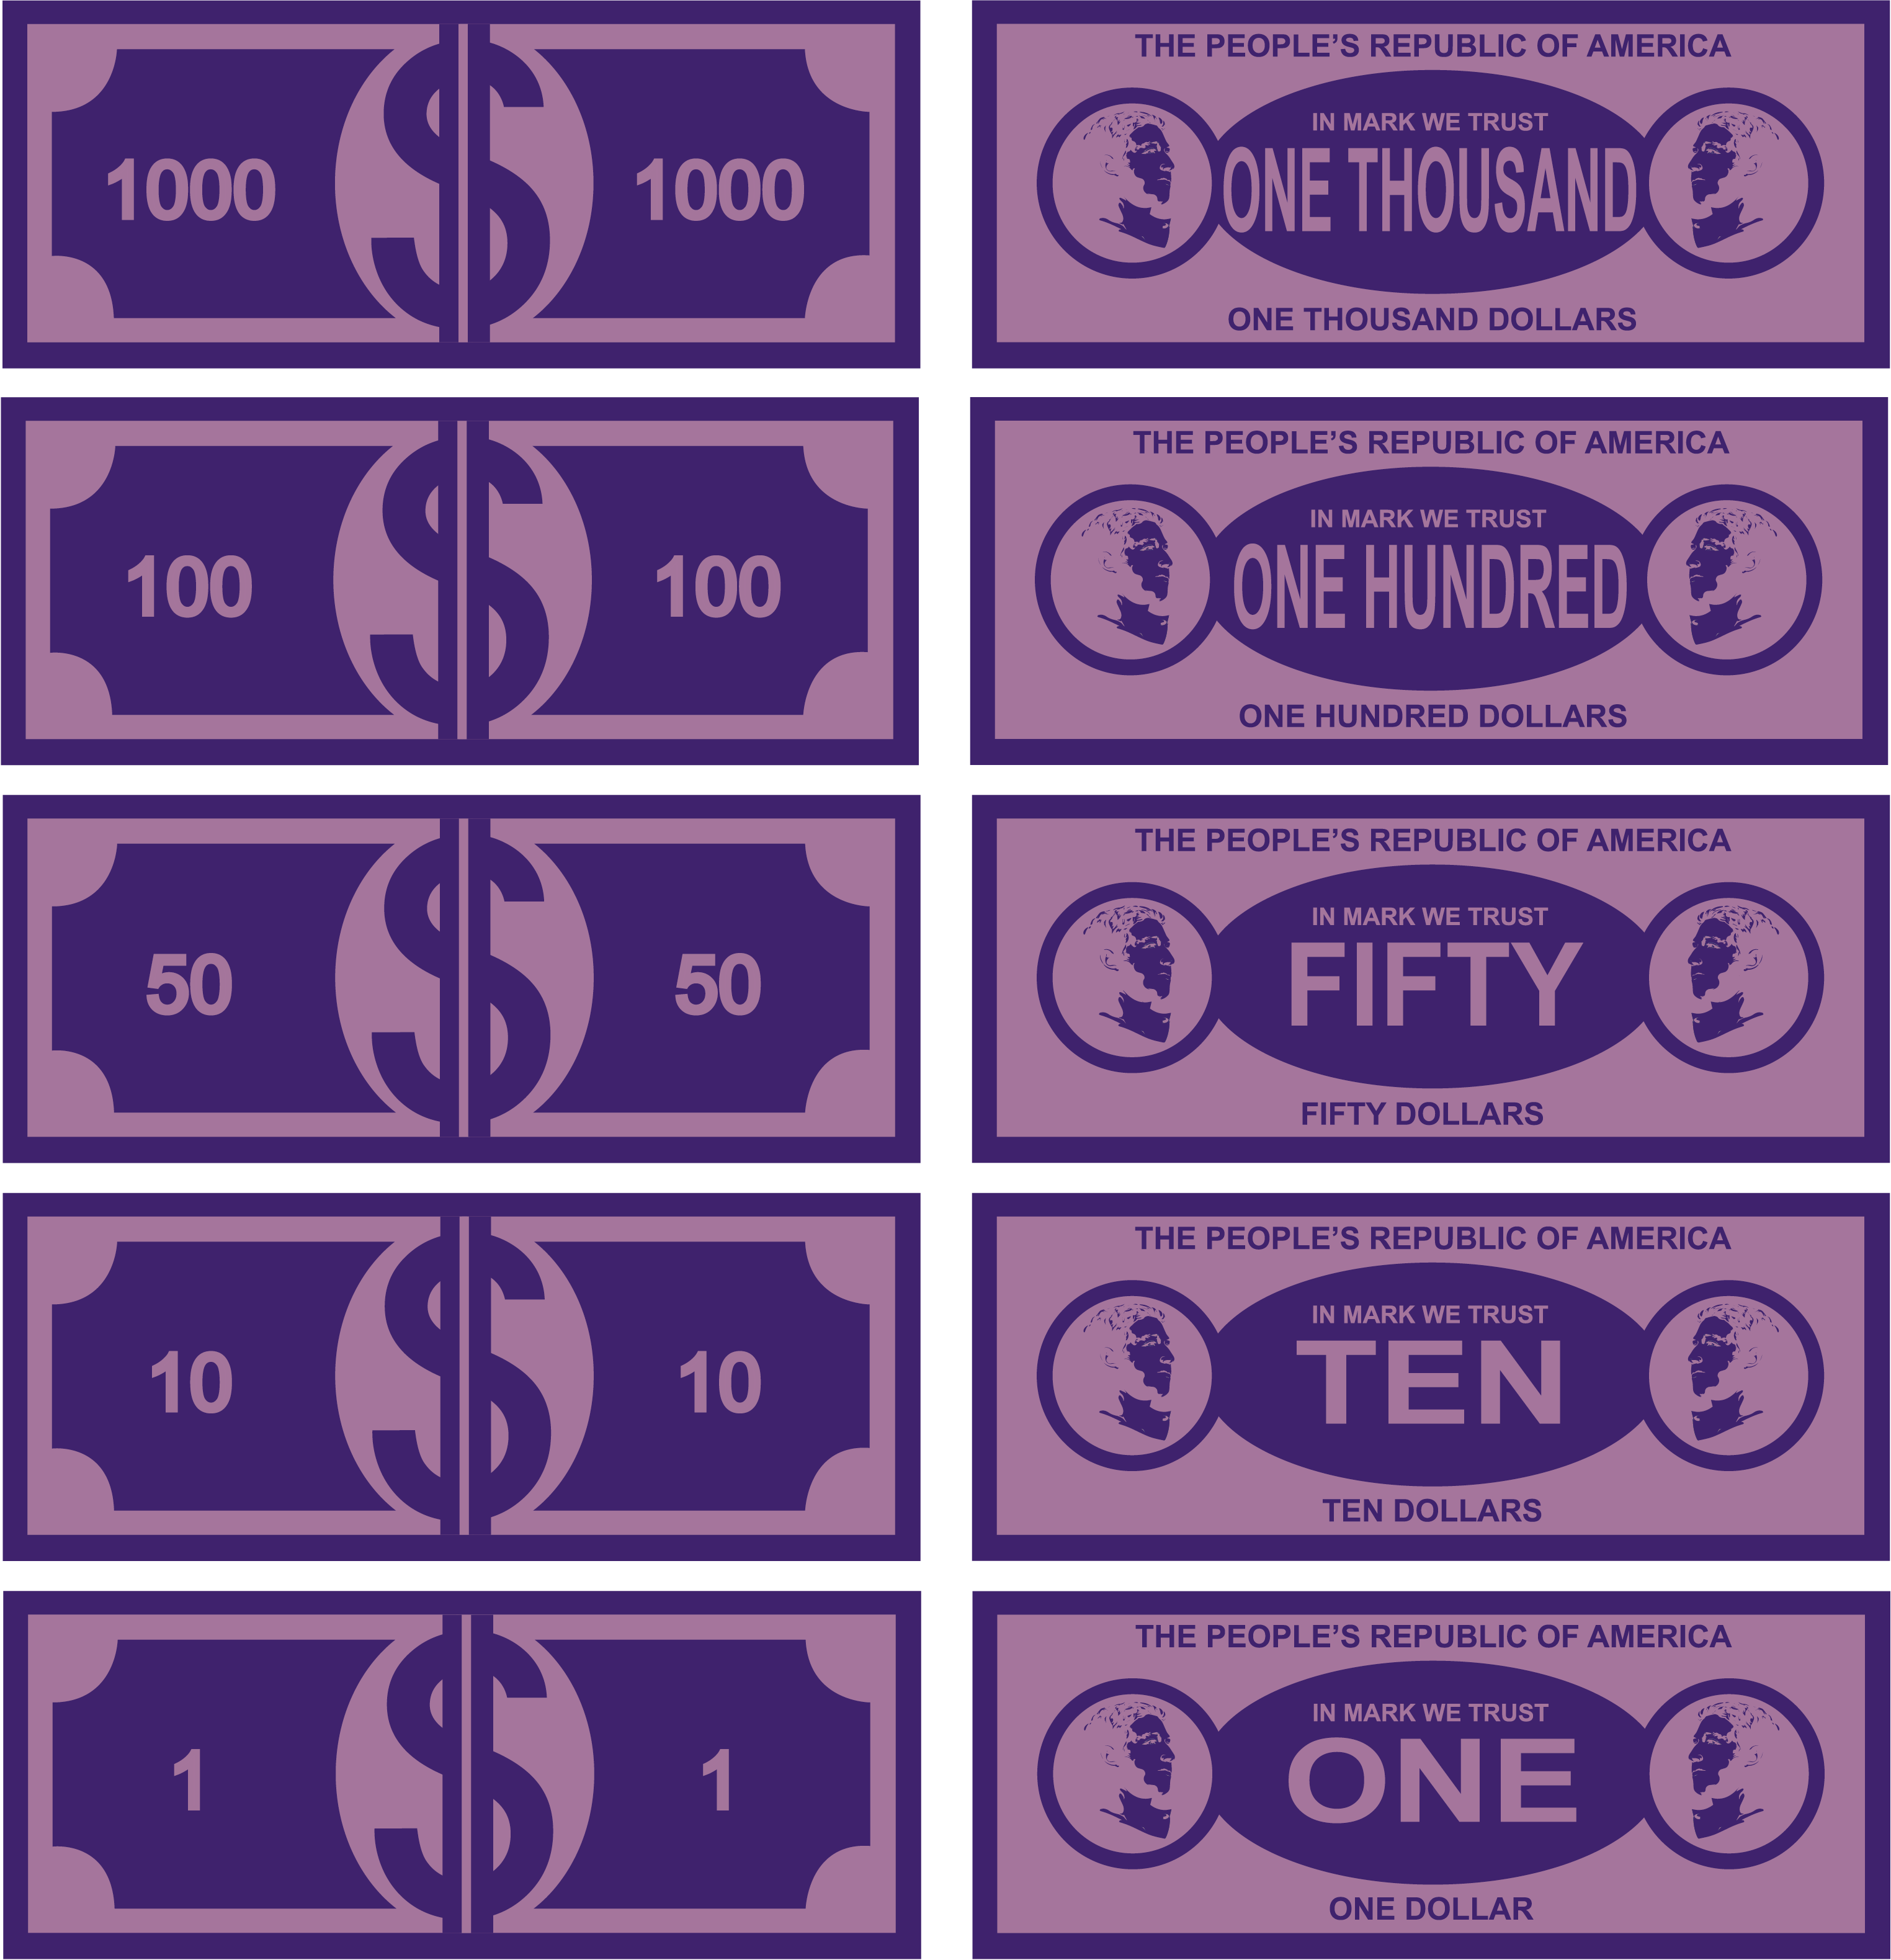 1000 $ 1000
THE PEOPLE’S REPUBLIC OF AMERICA
IN MARK WE TRUST
ONE THOUSAND
ONE THOUSAND DOLLARS
100 $ 100
THE PEOPLE’S REPUBLIC OF AMERICA
IN MARK WE TRUST
ONE HUNDRED
ONE HUNDRED DOLLARS
50 $ 50
THE PEOPLE’S REPUBLIC OF AMERICA
IN MARK WE TRUST
FIFTY
FIFTY DOLLARS
10 $ 10
THE PEOPLE’S REPUBLIC OF AMERICA
IN MARK WE TRUST
TEN
TEN DOLLARS
1 $ 1
THE PEOPLE’S REPUBLIC OF AMERICA
IN MARK WE TRUST
ONE
ONE DOLLAR